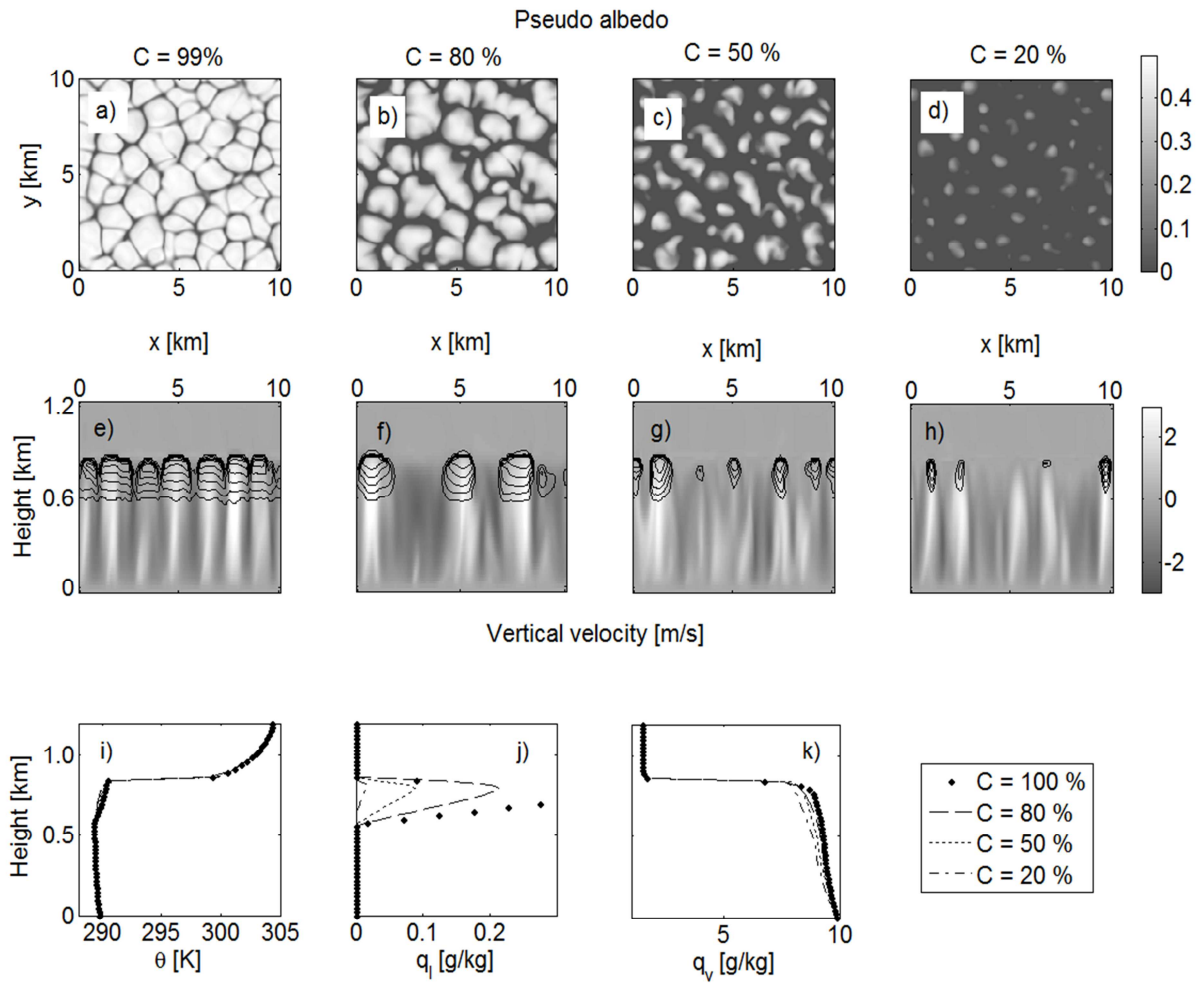 Pseudo albedo
C = 99% C = 80 % C = 50 % C = 20 %
10 a) b) c) d) 0.4
y [km] 5 0.3
0.2
0.1
0 0
0 5 10 0 5 10 0 5 10 0 5 10
x [km] x [km] x [km] x [km]
0 5 10 0 5 10 0 5 10 0 5 10
1.2 e) f) g) h) 2
Height [km] 0.6 0
0 -2
Vertical velocity [m/s]
i) j) k)
1.0 C = 100 %
Height [km] C = 80 %
0.5 C = 50 %
C = 20 %
0
290 295 300 305 0 0.1 0.2 5 10
θ [K] q_l [g/kg] q_v [g/kg]